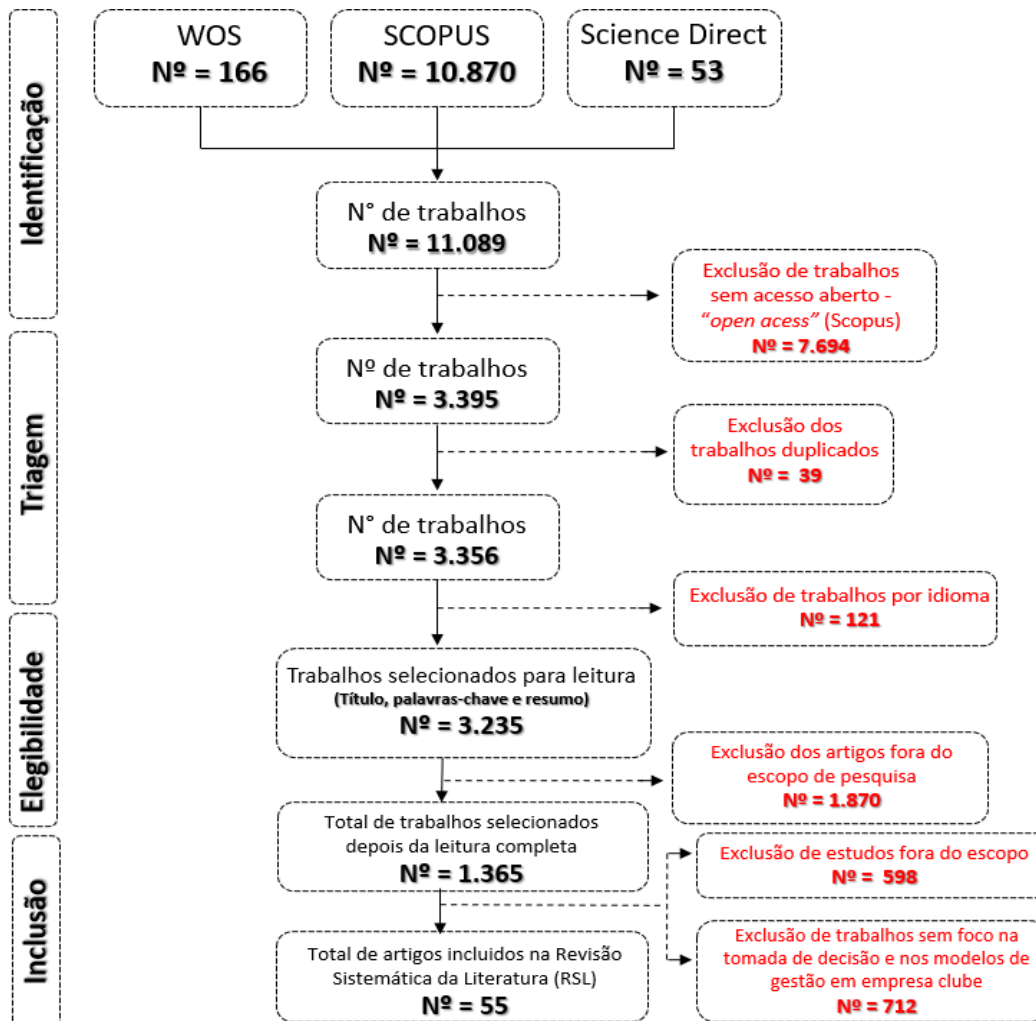 Identificação
WOS
Nº = 166
SCOPUS
Nº = 10.870
Science Direct
Nº = 53
N° de trabalhos
Nº = 11.089
Exclusão de trabalhos
sem acesso aberto -
“open acess” (Scopus)
Nº = 7.694
Triagem
Nº de trabalhos
Nº = 3.395
Exclusão dos
trabalhos duplicados
Nº = 39
N° de trabalhos
Nº = 3.356
Exclusão de trabalhos por idioma
Nº = 121
Elegibilidade
Trabalhos selecionados para leitura
(Título, palavras-chave e resumo)
Nº = 3.235
Exclusão dos artigos fora do
escopo de pesquisa
Nº = 1.870
Total de trabalhos selecionados
depois da leitura completa
Nº = 1.365
Inclusão
Exclusão de estudos fora do escopo
Nº = 598
Exclusão de trabalhos sem foco na
tomada de decisão e nos modelos de
gestão em empresa clube
Nº = 712
Total de artigos incluidos na Revisão
Sistemática da Literatura (RSL)
Nº = 55